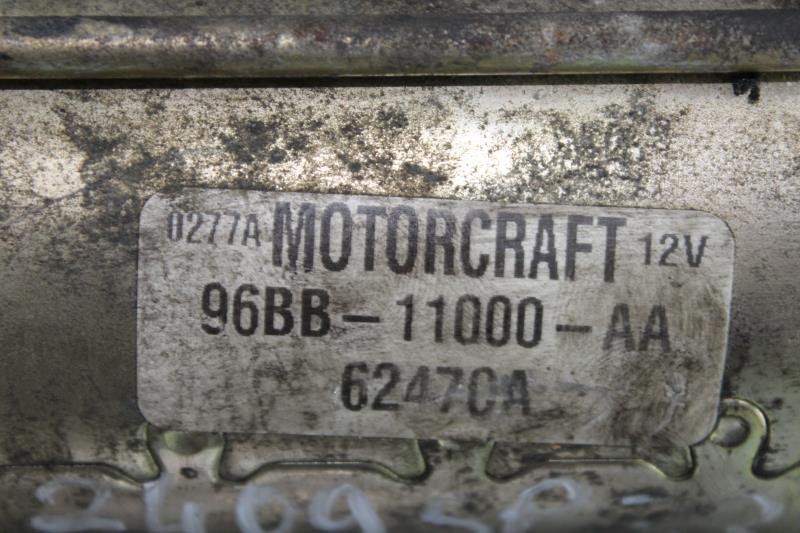 0277A MOTORCRAFT 12V
96BB-11000-AA
6247CA